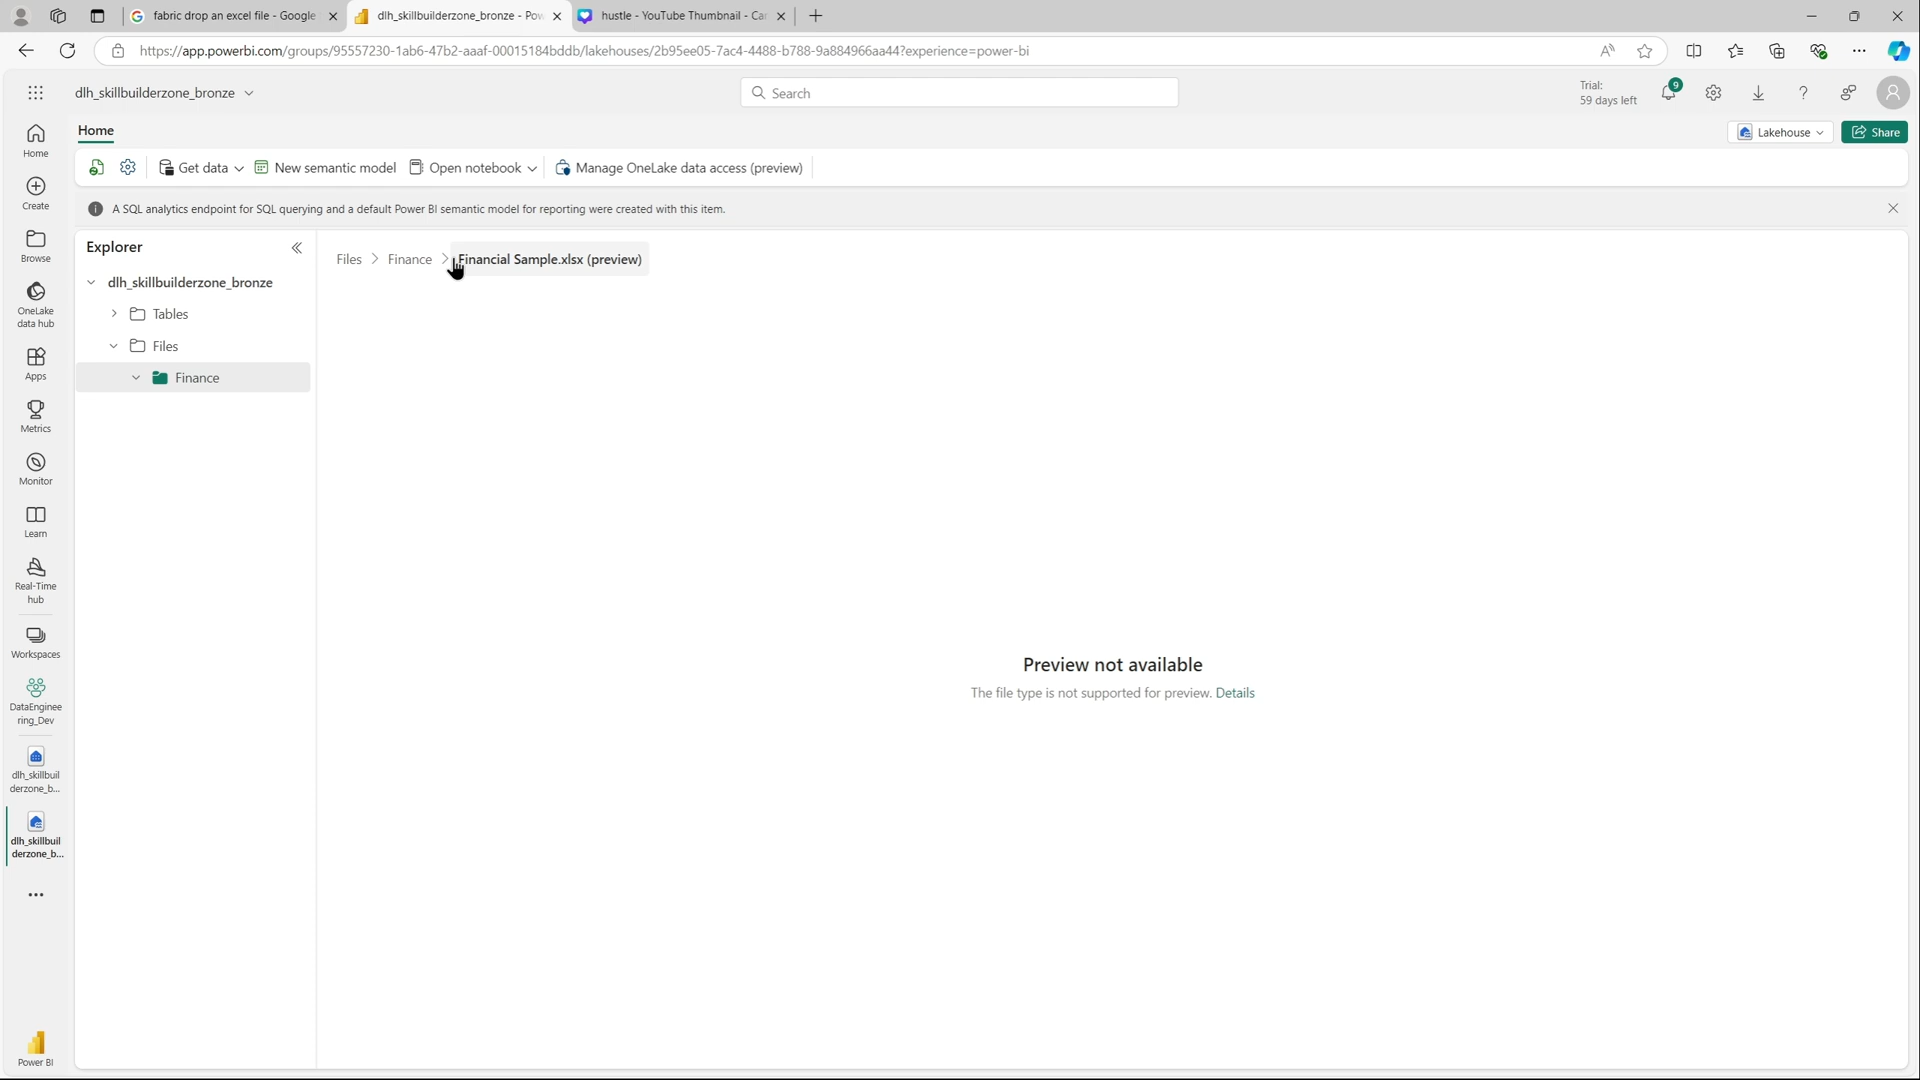 fabric drop an excel file - Google
dlh_skillbuilderzone_bronze - Pow
hustle - YouTube Thumbnail - Ca
https://app.powerbi.com/groups/95557230-1ab6-47b2-aaaf-00015184bddb/lakehouses/2b95ee05-7ac4-4488-b788-9a884966aa44?experience=power-bi
dlh_skillbuilderzone_bronze
Search
Trial:
59 days left
9
Home
Lakehouse
Share
Get data
New semantic model
Open notebook
Manage OneLake data access (preview)
A SQL analytics endpoint for SQL querying and a default Power BI semantic model for reporting were created with this item.
Home
Create
Browse
OneLake
data hub
Apps
Metrics
Monitor
Learn
Real-Time
hub
Workspaces
DataEnginee
ring_Dev
dlh_skillbuil
derzone_b...
dlh_skillbuil
derzone_b...
Power BI
Explorer
dlh_skillbuilderzone_bronze
Tables
Files
Finance
Files > Finance > Financial Sample.xlsx (preview)
Preview not available
The file type is not supported for preview. Details